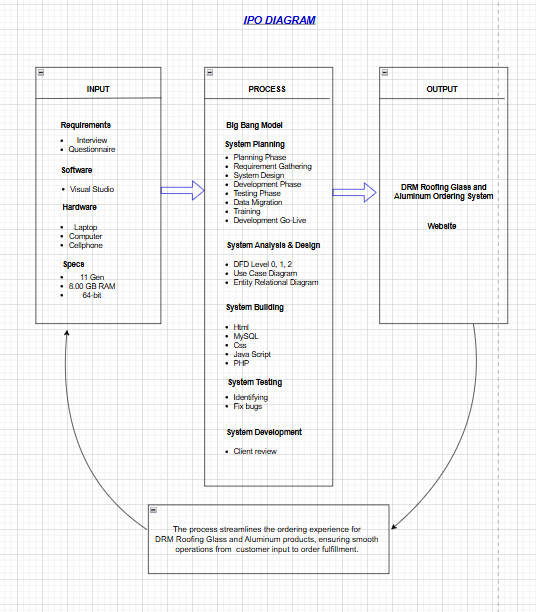 IPO DIAGRAM
INPUT
Requirements
Interview
Questionnaire
Software
Visual Studio
Hardware
Laptop
Computer
Cellphone
Specs
11 Gen
8.00 GB RAM
64-bit
PROCESS
Big Bang Model
System Planning
Planning Phase
Requirement Gathering
System Design
Development Phase
Testing Phase
Data Migration
Training
Development Go-Live
System Analysis & Design
DFD Level 0, 1, 2
Use Case Diagram
Entity Relational Diagram
System Building
Html
MySQL
Css
Java Script
PHP
System Testing
Identifying
Fix bugs
System Development
Client review
OUTPUT
DRM Roofing Glass and
Aluminum Ordering System
Website
The process streamlines the ordering experience for
DRM Roofing Glass and Aluminum products, ensuring smooth
operations from customer input to order fulfillment.